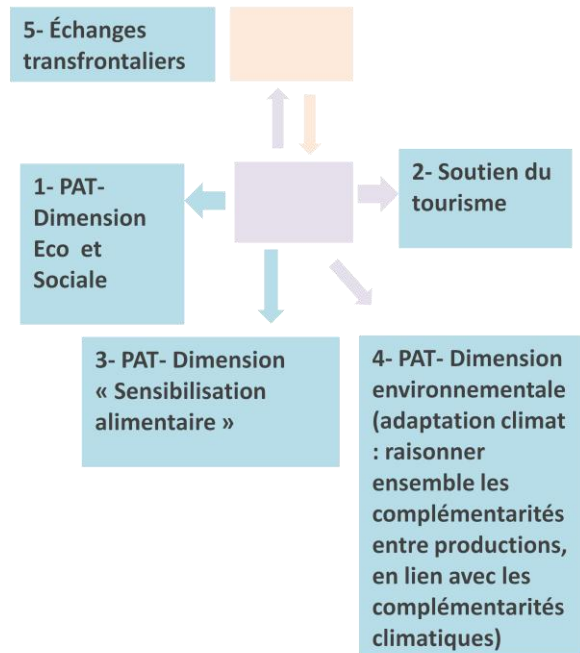 5- Échanges
transfrontaliers
1- PAT-
Dimension
Eco et
Sociale
2- Soutien du
tourisme
3- PAT- Dimension
« Sensibilisation
alimentaire »
4- PAT- Dimension
environnementale
(adaptation climat
: raisonner
ensemble les
complémentarités
entre productions,
en lien avec les
complémentarités
climatiques)